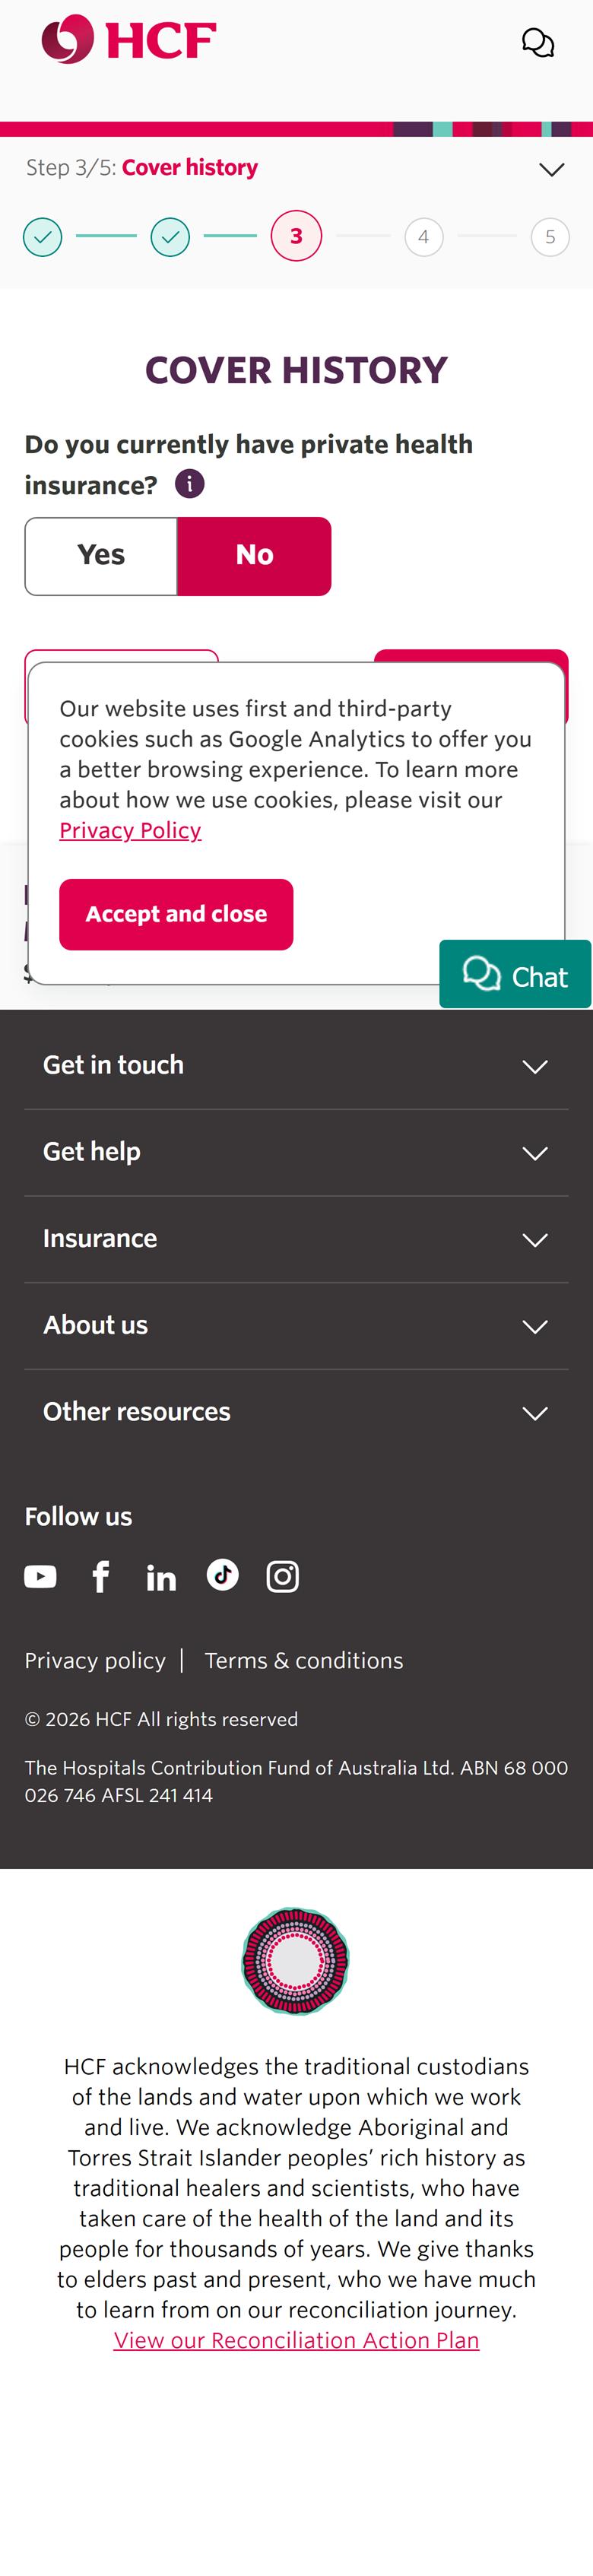 HCF
Step 3/5: Cover history
3
4
5
COVER HISTORY
Do you currently have private health
insurance?
i
Yes
No
Our website uses first and third-party
cookies such as Google Analytics to offer you
a better browsing experience. To learn more
about how we use cookies, please visit our
Privacy Policy
Accept and close
Chat
Get in touch
Get help
Insurance
About us
Other resources
Follow us
Privacy policy | Terms & conditions
© 2026 HCF All rights reserved
The Hospitals Contribution Fund of Australia Ltd. ABN 68 000
026 746 AFSL 241 414
HCF acknowledges the traditional custodians
of the lands and water upon which we work
and live. We acknowledge Aboriginal and
Torres Strait Islander peoples’ rich history as
traditional healers and scientists, who have
taken care of the health of the land and its
people for thousands of years. We give thanks
to elders past and present, who we have much
to learn from on our reconciliation journey.
View our Reconciliation Action Plan